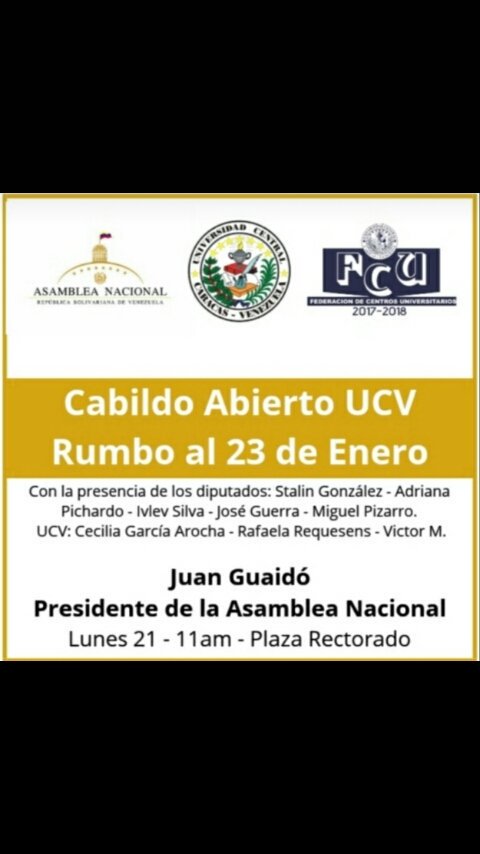 ASAMBLEA NACIONAL
REPÚBLICA BOLIVARIANA DE VENEZUELA
UNIVERSIDAD CENTRAL
CARACAS - VENEZUELA
FCU
FEDERACION DE CENTROS UNIVERSITARIOS
2017-2018
Cabildo Abierto UCV
Rumbo al 23 de Enero
Con la presencia de los diputados: Stalin González - Adriana
Pichardo - Ivlev Silva - José Guerra - Miguel Pizarro.
UCV: Cecilia García Arocha - Rafaela Requesens - Victor M.
Juan Guaidó
Presidente de la Asamblea Nacional
Lunes 21 - 11am - Plaza Rectorado